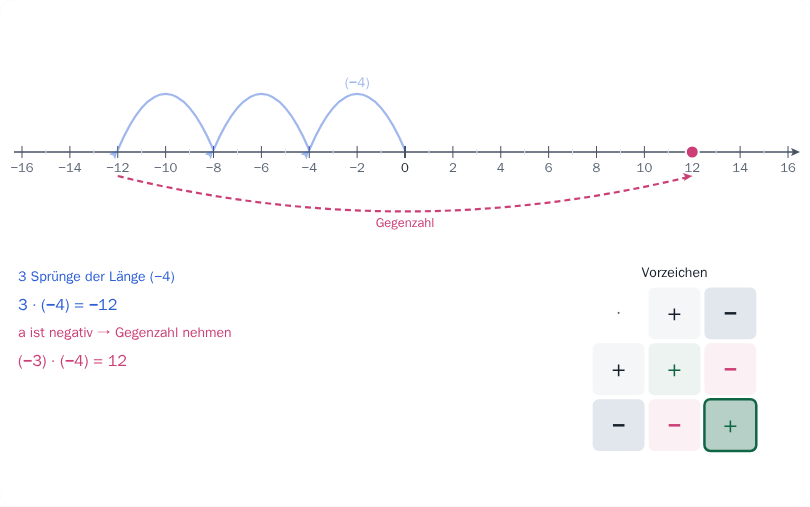 (−4)
−16 −14 −12 −10 −8 −6 −4 −2 0 2 4 6 8 10 12 14 16
Gegenzahl
3 Sprünge der Länge (−4)
3 · (−4) = −12
a ist negativ → Gegenzahl nehmen
(−3) · (−4) = 12
Vorzeichen
· + −
+ + −
− − +